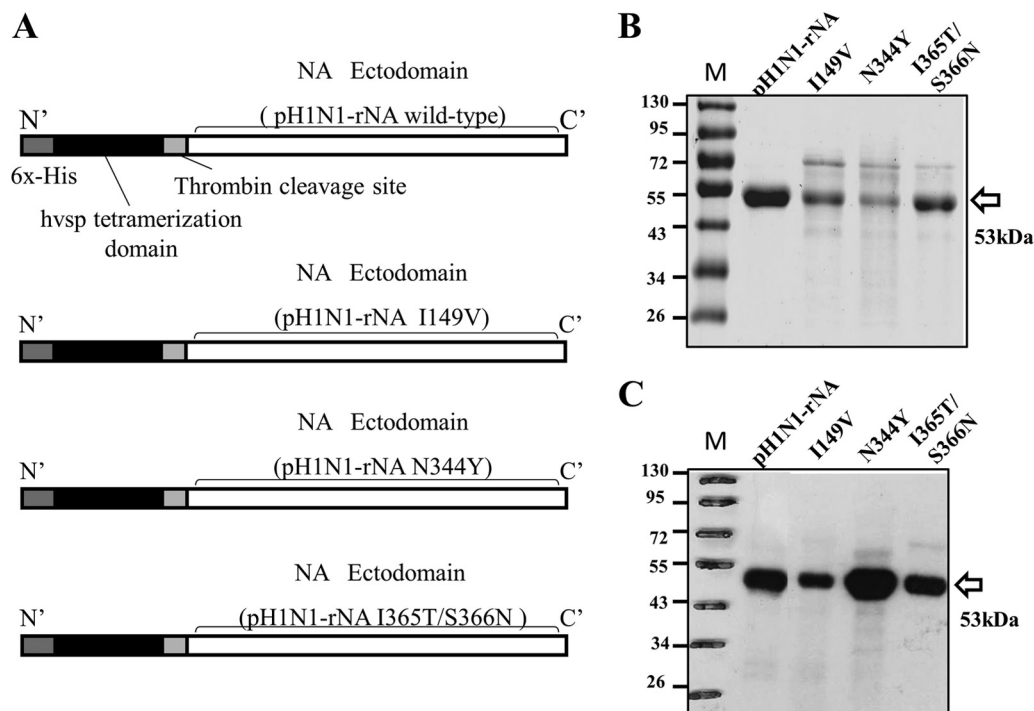 A
NA Ectodomain
( pH1N1-rNA wild-type)
N’
C’
6x-His
Thrombin cleavage site
hvsp tetramerization
domain
NA Ectodomain
(pH1N1-rNA I149V)
N’
C’
NA Ectodomain
(pH1N1-rNA N344Y)
N’
C’
NA Ectodomain
(pH1N1-rNA I365T/S366N )
N’
C’
B
M
pH1N1-rNA
I149V
N344Y
I365T/
S366N
130
95
72
55
43
34
26
53kDa
C
M
pH1N1-rNA
I149V
N344Y
I365T/
S366N
130
95
72
55
43
34
26
53kDa